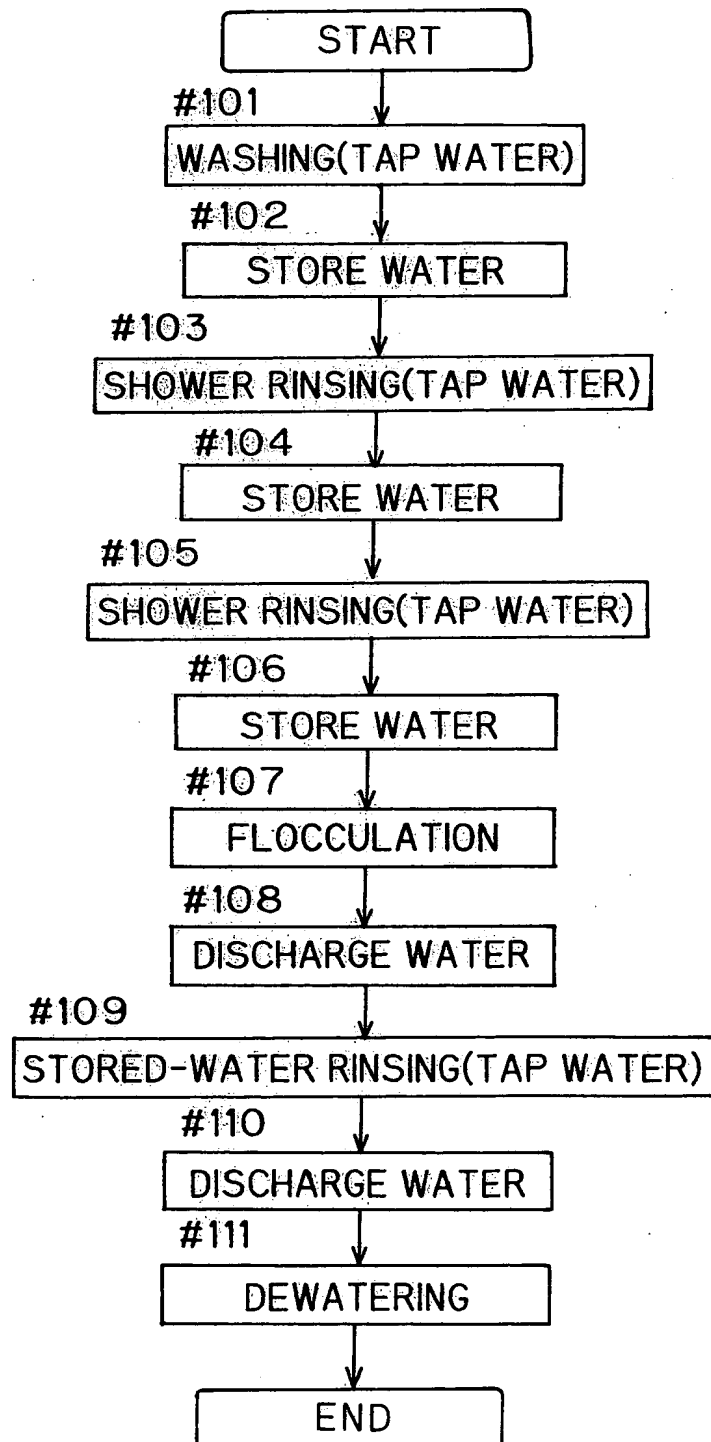 START
#101
WASHING(TAP WATER)
#102
STORE WATER
#103
SHOWER RINSING(TAP WATER)
#104
STORE WATER
#105
SHOWER RINSING(TAP WATER)
#106
STORE WATER
#107
FLOCCULATION
#108
DISCHARGE WATER
#109
STORED-WATER RINSING(TAP WATER)
#110
DISCHARGE WATER
#111
DEWATERING
END